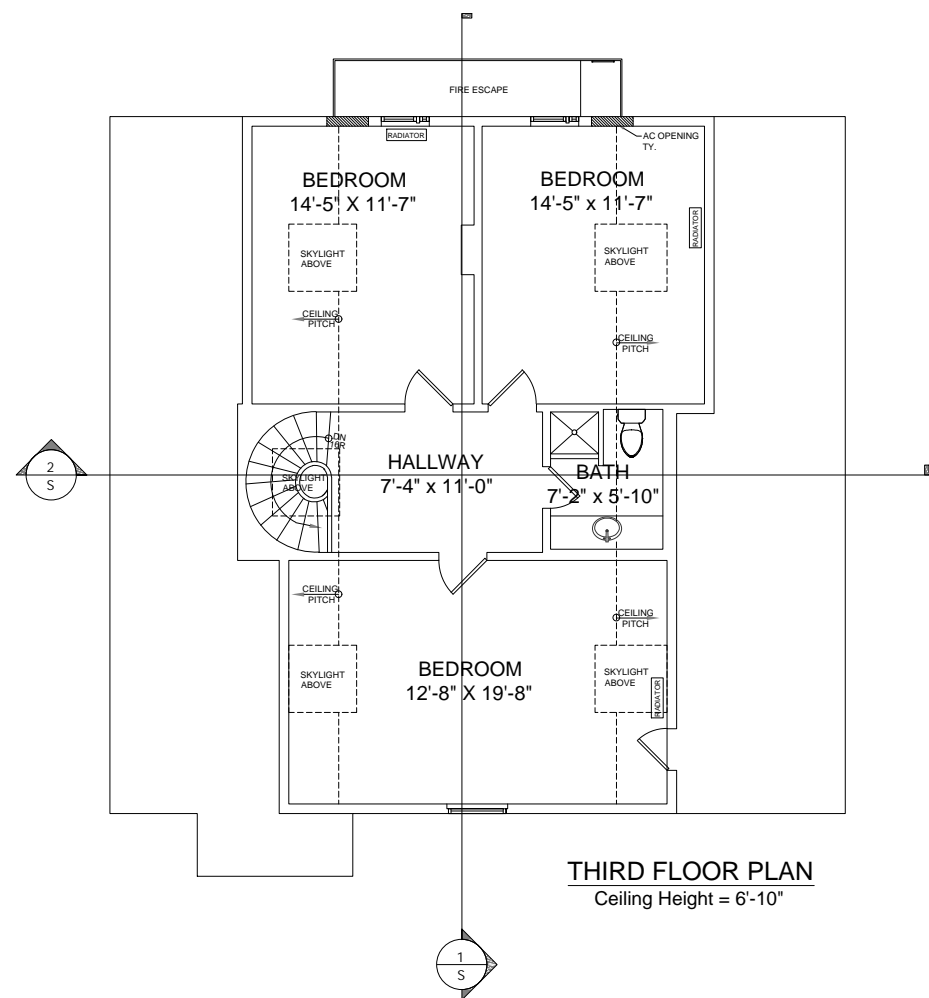 FIRE ESCAPE
RADIATOR
AC OPENING
TY.
BEDROOM
14'-5" X 11'-7"
BEDROOM
14'-5" x 11'-7"
RADIATOR
SKYLIGHT
ABOVE
SKYLIGHT
ABOVE
CEILING
PITCH
CEILING
PITCH
DN
16R
SKYLIGHT
ABOVE
HALLWAY
7'-4" x 11'-0"
BATH
7'-2" x 5'-10"
2
S
CEILING
PITCH
CEILING
PITCH
SKYLIGHT
ABOVE
BEDROOM
12'-8" X 19'-8"
SKYLIGHT
ABOVE
RADIATOR
THIRD FLOOR PLAN
Ceiling Height = 6'-10"
1
S